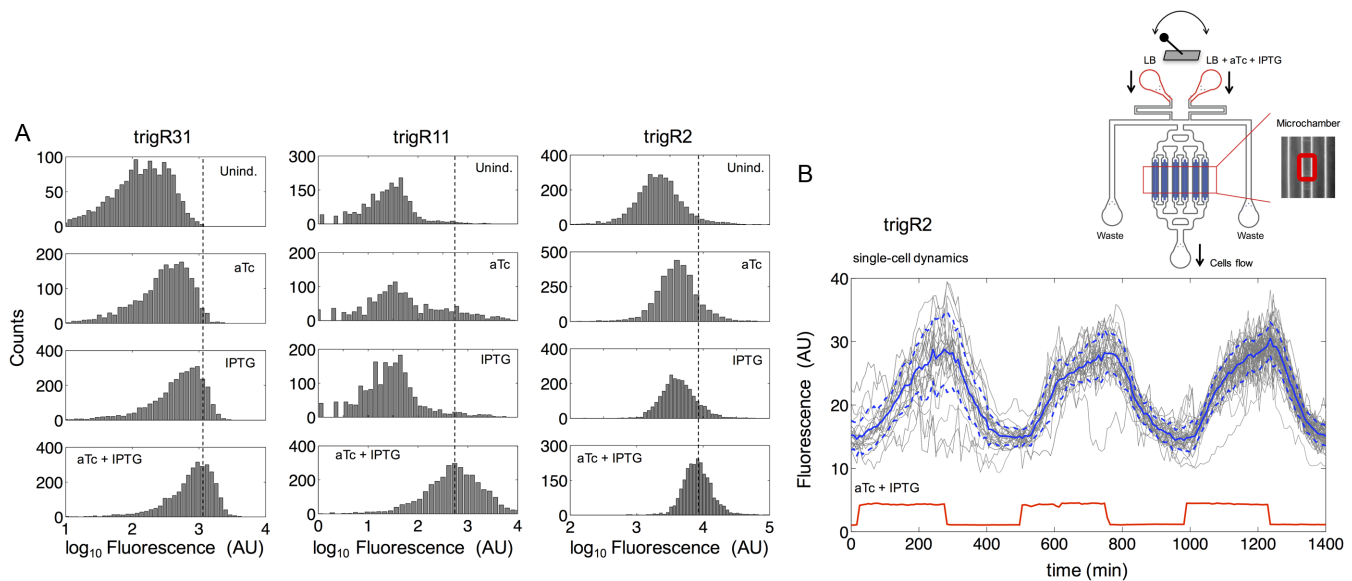 A
trigR31
trigR11
trigR2
Counts
100
50
0
Unind.
300
150
0
Unind.
400
200
0
Unind.
200
100
0
aTc
200
100
0
aTc
500
250
0
aTc
400
200
0
IPTG
200
100
0
IPTG
400
200
0
IPTG
400
200
0
aTc + IPTG
200
400
0
aTc + IPTG
300
150
0
aTc + IPTG
1 2 3 4
0 1 2 3 4
2 3 4 5
log10 Fluorescence (AU)
log10 Fluorescence (AU)
log10 Fluorescence (AU)
B
LB
LB + aTc + IPTG
Microchamber
Waste
Waste
Cells flow
trigR2
single-cell dynamics
Fluorescence (AU)
40
30
20
10
0
aTc + IPTG
0 200 400 600 800 1000 1200 1400
time (min)